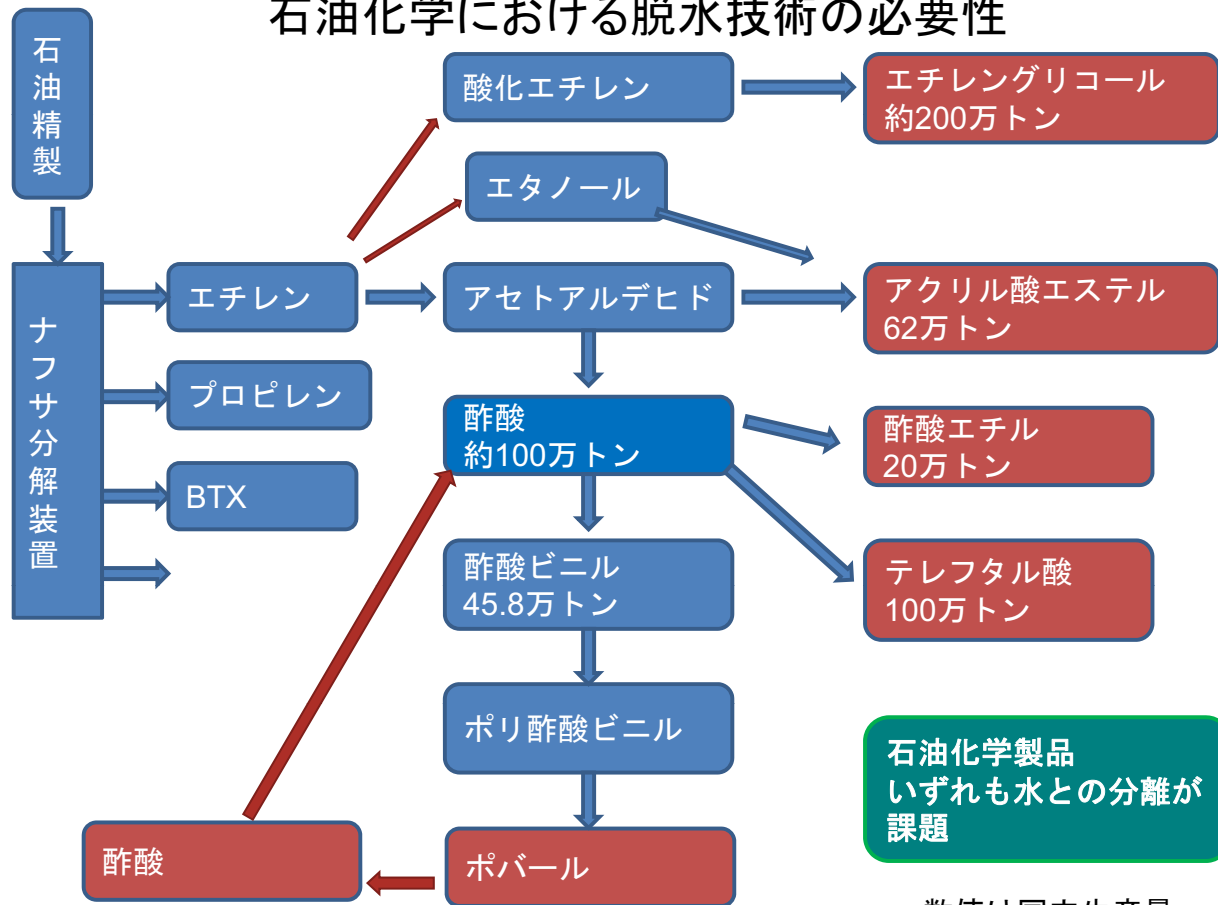 石油化学における脱水技術の必要性
石油精製
ナフサ分解装置
エチレン
プロピレン
BTX
酸化エチレン
エタノール
アセトアルデヒド
酢酸
約100万トン
酢酸ビニル
45.8万トン
ポリ酢酸ビニル
ポバール
酢酸
エチレングリコール
約200万トン
アクリル酸エステル
62万トン
酢酸エチル
20万トン
テレフタル酸
100万トン
石油化学製品
いずれも水との分離が
課題
数値は国内生産量